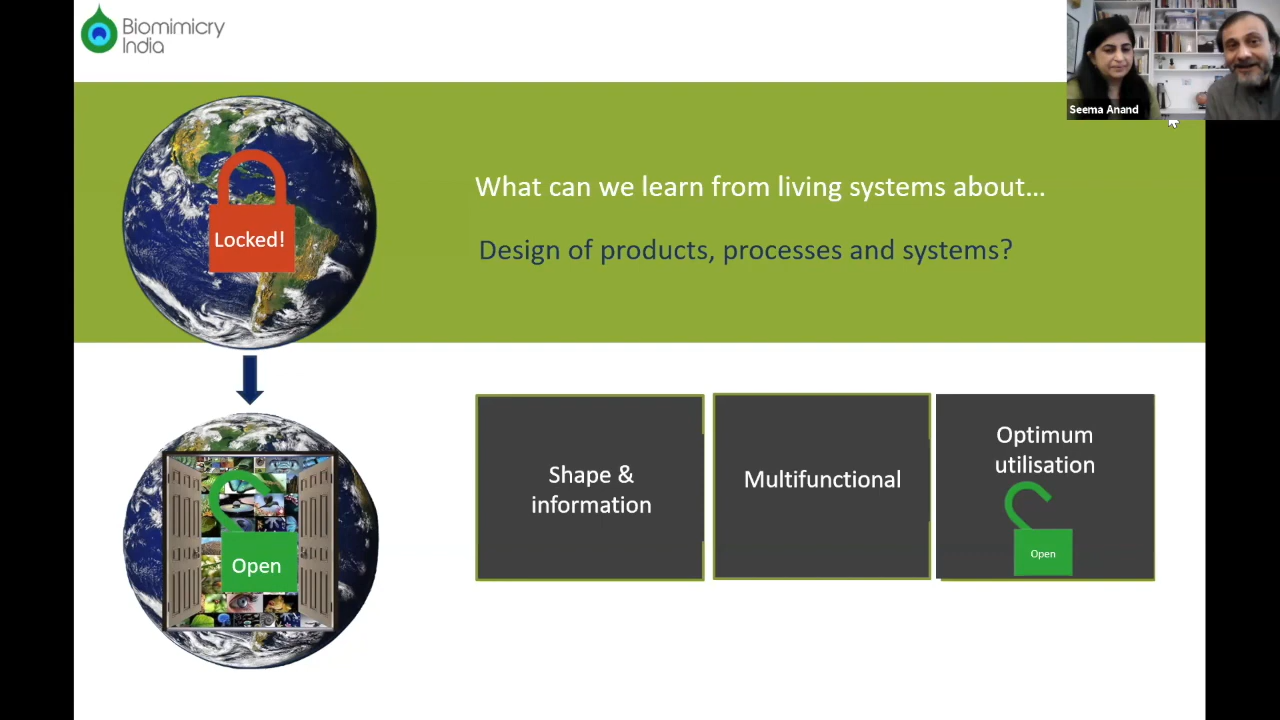 Biomimicry
India
Seema Anand
Locked!
What can we learn from living systems about...
Design of products, processes and systems?
Open
Shape &
information
Multifunctional
Optimum
utilisation
Open